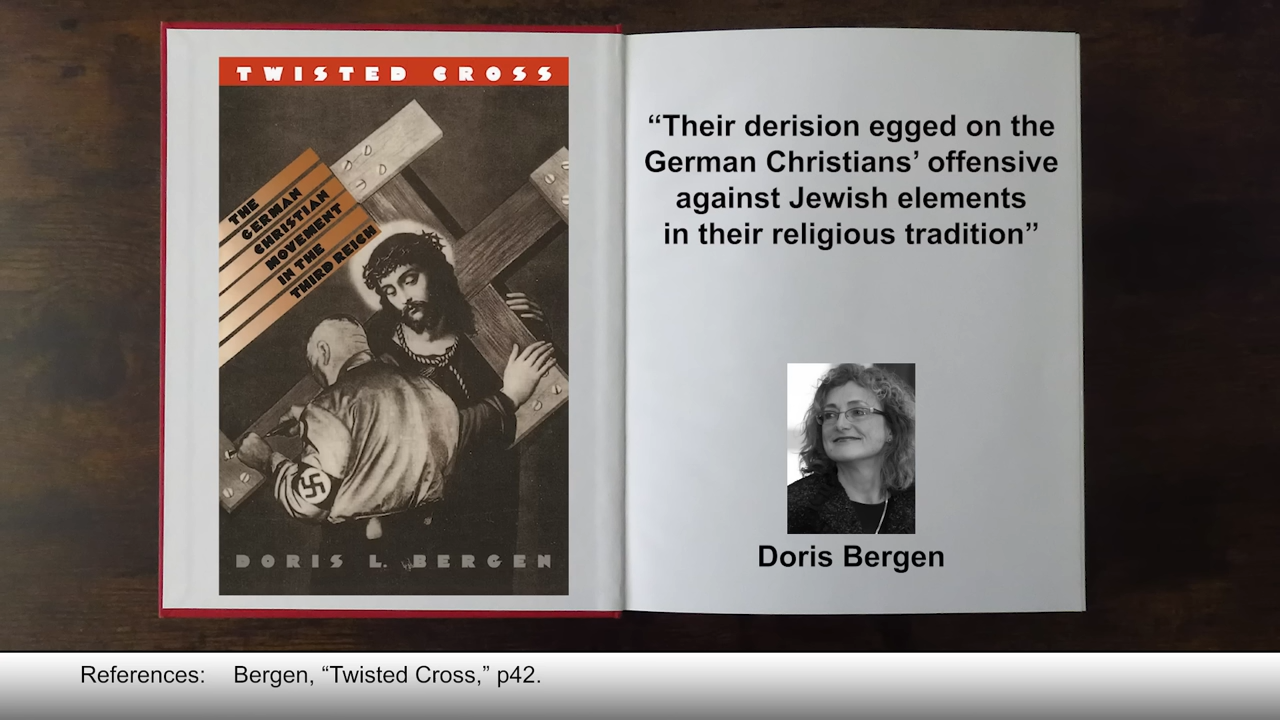 TWISTED CROSS
THE
GERMAN
CHRISTIAN
MOVEMENT
IN THE
THIRD REICH
DORIS L. BERGEN
“Their derision egged on the
German Christians’ offensive
against Jewish elements
in their religious tradition”
Doris Bergen
References: Bergen, “Twisted Cross,” p42.